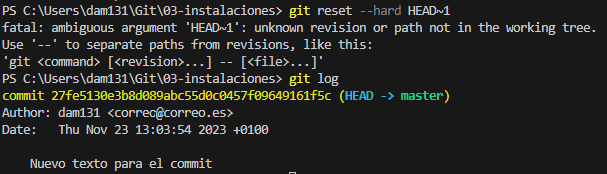 PS C:\Users\dam131\Git\03-instalaciones> git reset --hard HEAD~1
fatal: ambiguous argument 'HEAD~1': unknown revision or path not in the working tree.
Use '--' to separate paths from revisions, like this:
'git <command> [<revision>...] -- [<file>...]'
PS C:\Users\dam131\Git\03-instalaciones> git log
commit 27fe5130e3b8d089abc55d0c0457f09649161f5c (HEAD -> master)
Author: dam131 <correo@correo.es>
Date:   Thu Nov 23 13:03:54 2023 +0100

    Nuevo texto para el commit